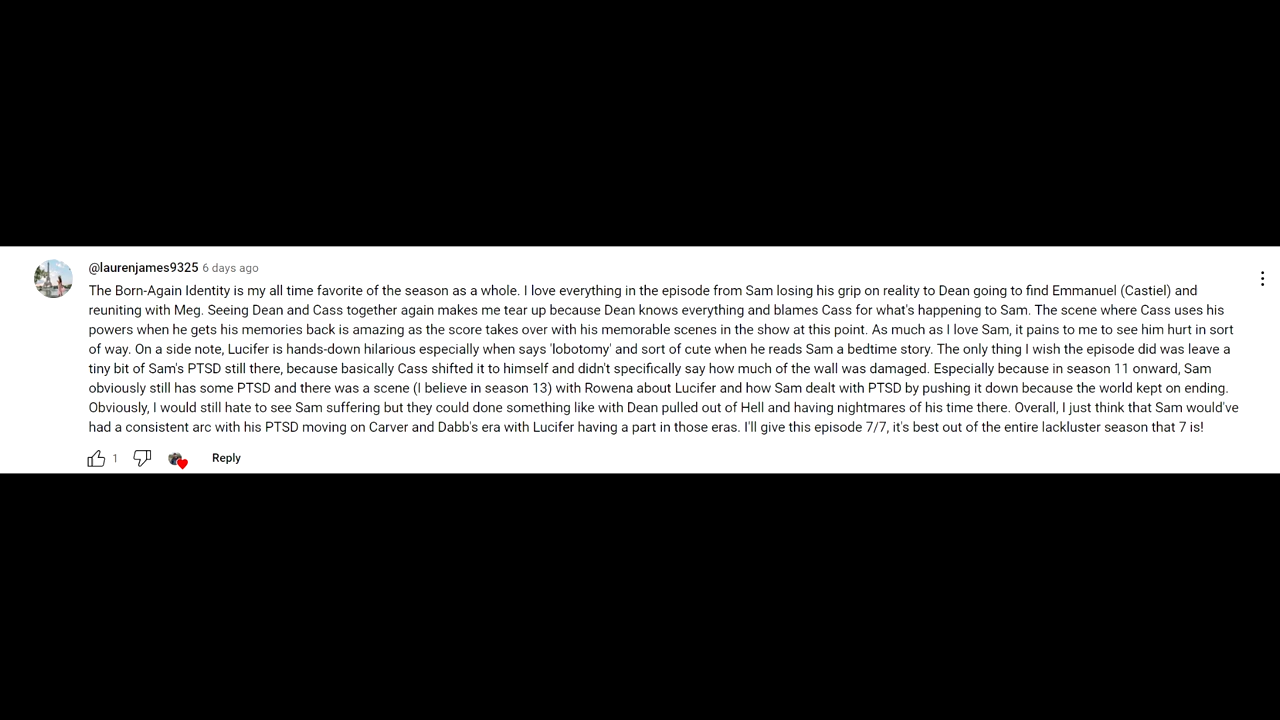 @laurenjames9325 6 days ago
The Born-Again Identity is my all time favorite of the season as a whole. I love everything in the episode from Sam losing his grip on reality to Dean going to find Emmanuel (Castiel) and
reuniting with Meg. Seeing Dean and Cass together again makes me tear up because Dean knows everything and blames Cass for what's happening to Sam. The scene where Cass uses his
powers when he gets his memories back is amazing as the score takes over with his memorable scenes in the show at this point. As much as I love Sam, it pains to me to see him hurt in sort
of way. On a side note, Lucifer is hands-down hilarious especially when says 'lobotomy' and sort of cute when he reads Sam a bedtime story. The only thing I wish the episode did was leave a
tiny bit of Sam's PTSD still there, because basically Cass shifted it to himself and didn't specifically say how much of the wall was damaged. Especially because in season 11 onward, Sam
obviously still has some PTSD and there was a scene (I believe in season 13) with Rowena about Lucifer and how Sam dealt with PTSD by pushing it down because the world kept on ending.
Obviously, I would still hate to see Sam suffering but they could done something like with Dean pulled out of Hell and having nightmares of his time there. Overall, I just think that Sam would've
had a consistent arc with his PTSD moving on Carver and Dabb's era with Lucifer having a part in those eras. I'll give this episode 7/7, it's best out of the entire lackluster season that 7 is!
1 Reply